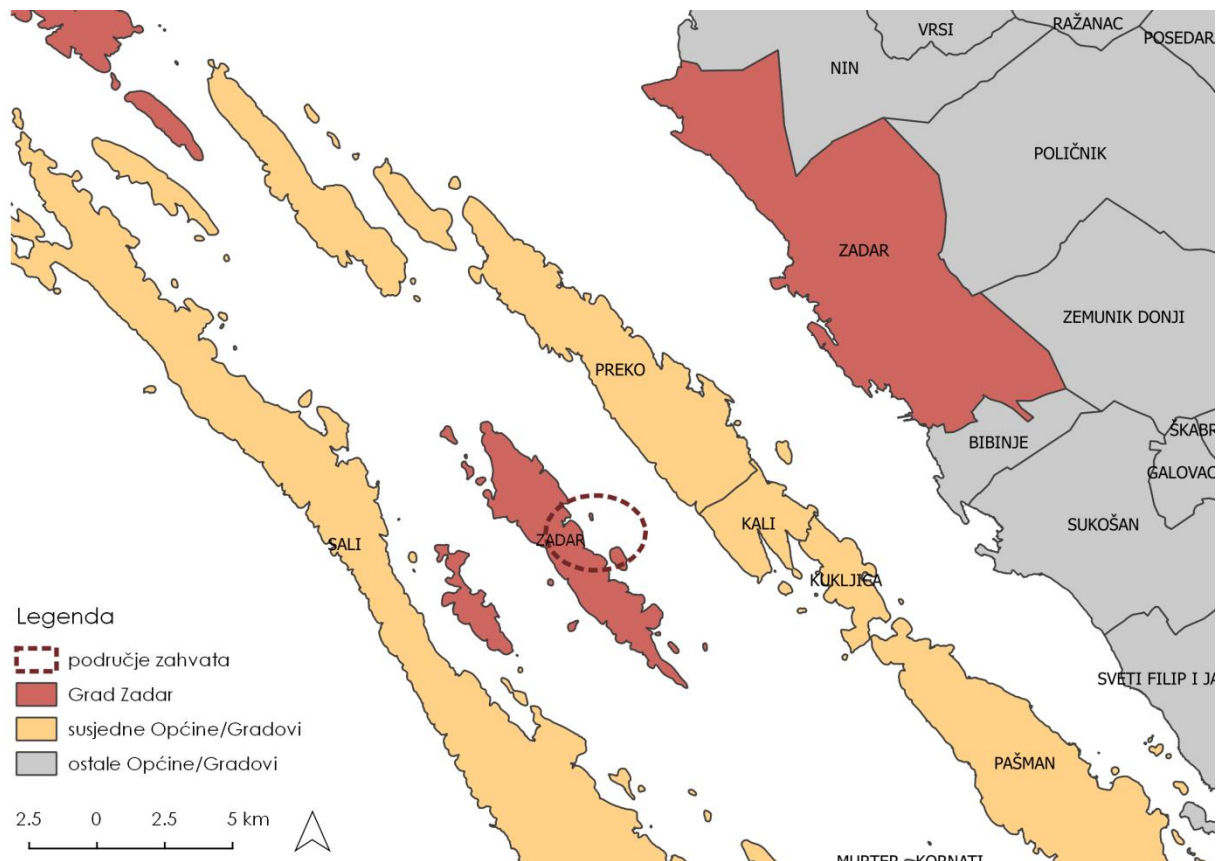 VRSI
RAŽANAC
POSEDAR
NIN
POLIČNIK
ZADAR
ZEMUNIK DONJI
PREKO
BIBINJE
ŠKABR
GALOVAC
KALI
SUKOŠAN
ZADAR
SALI
KUKLJICA
SVETI FILIP I JA
PAŠMAN
MURTER - KORNATI
Legenda
područje zahvata
Grad Zadar
susjedne Općine/Gradovi
ostale Općine/Gradovi
2.5 0 2.5 5 km